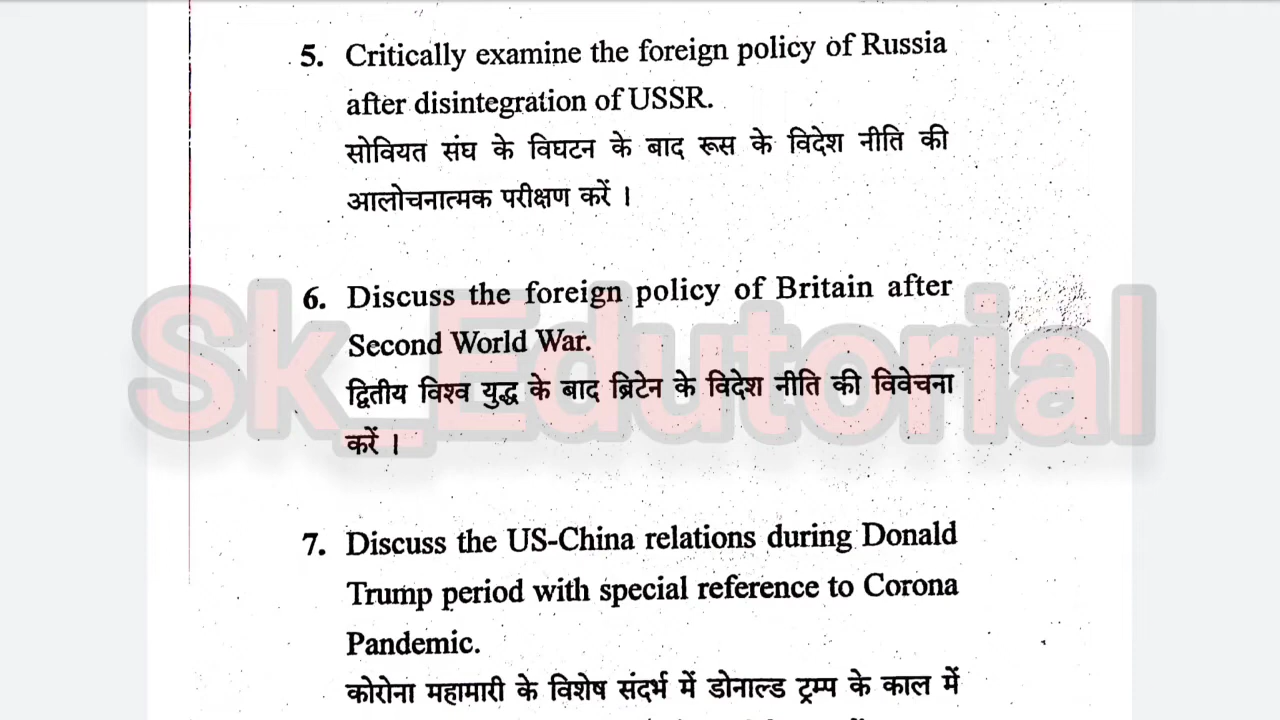 5. Critically examine the foreign policy of Russia
after disintegration of USSR.
सोवियत संघ के विघटन के बाद रूस के विदेश नीति की
आलोचनात्मक परीक्षण करें ।
6. Discuss the foreign policy of Britain after
Second World War.
द्वितीय विश्व युद्ध के बाद ब्रिटेन के विदेश नीति की विवेचना
करें ।
Sk_Edutorial
7. Discuss the US-China relations during Donald
Trump period with special reference to Corona
Pandemic.
कोरोना महामारी के विशेष संदर्भ में डोनाल्ड ट्रम्प के काल में